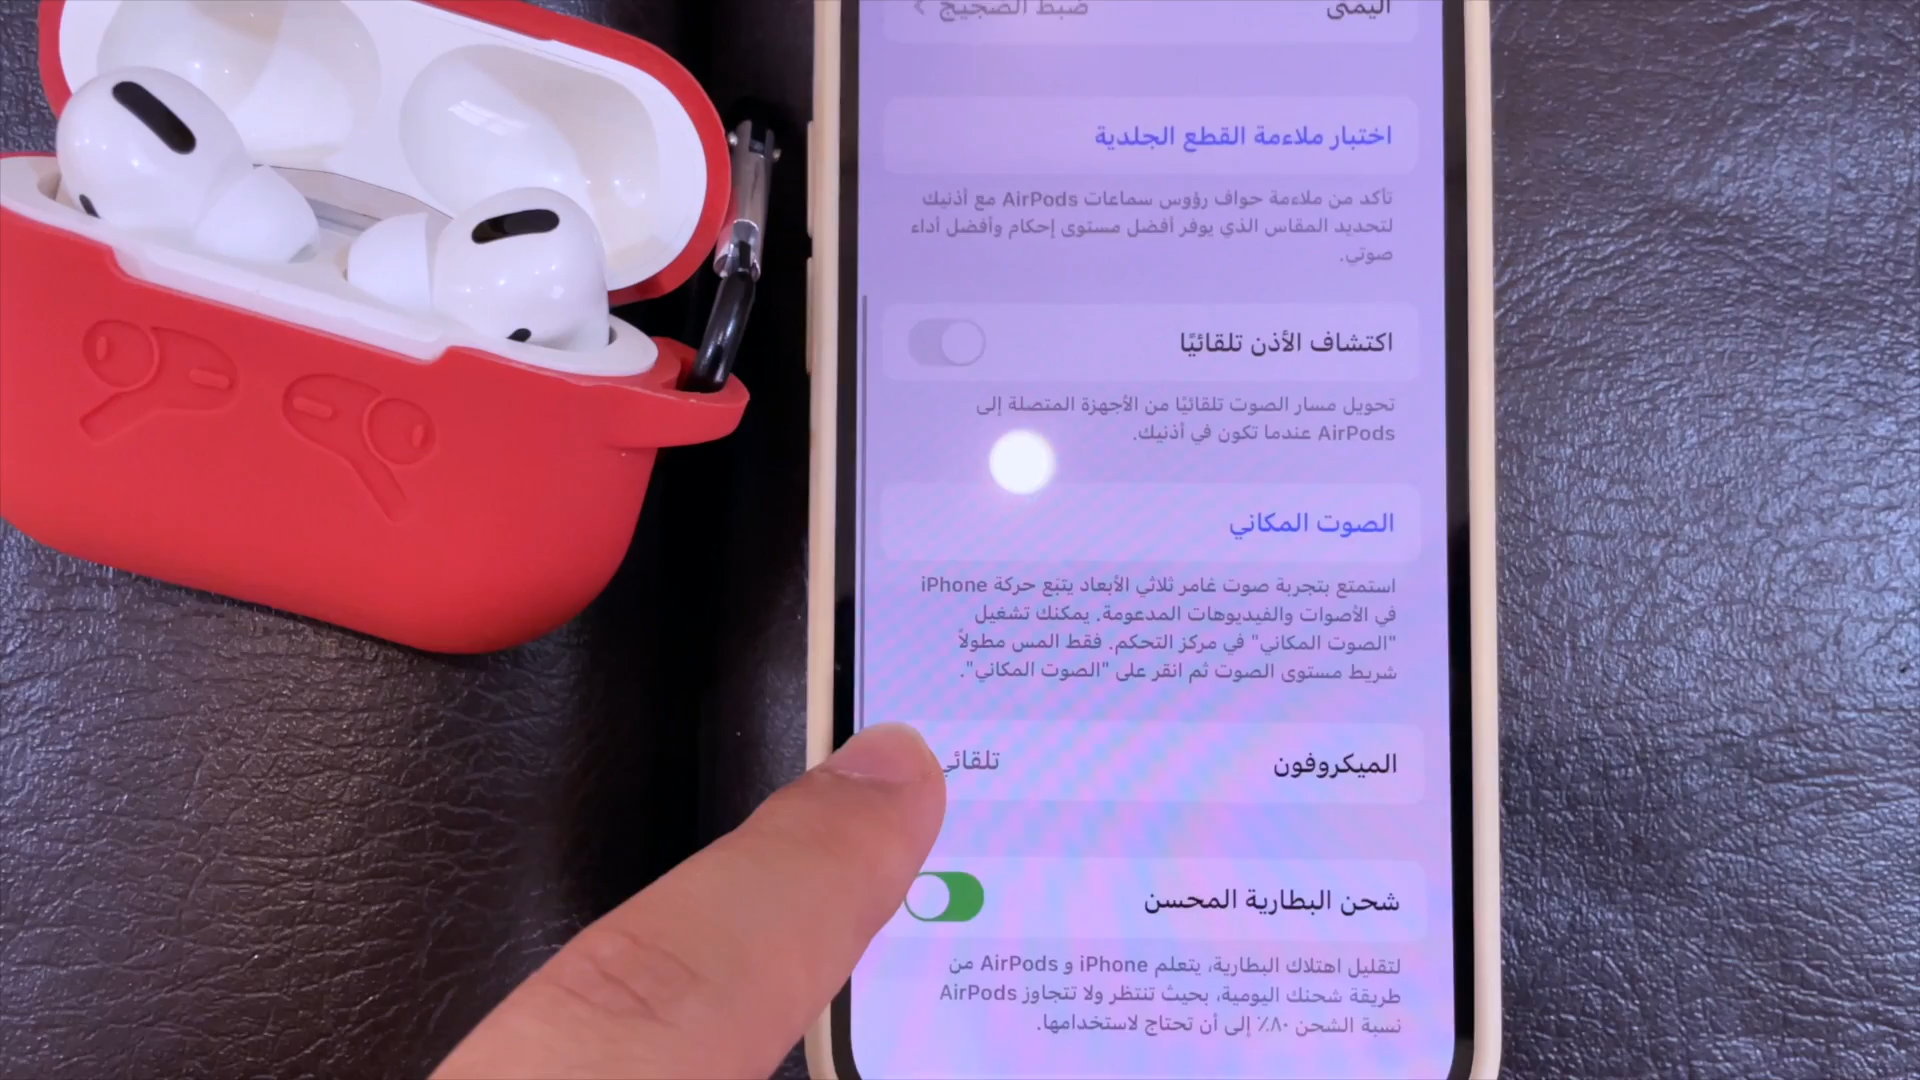 اليمنى ضبط الضجيج
اختبار ملاءمة القطع الجلدية
تأكد من ملاءمة حواف رؤوس سماعات AirPods مع أذنيك
لتحديد المقاس الذي يوفر أفضل مستوى إحكام وأفضل أداء
صوتي.
اكتشاف الأذن تلقائيًا
تحويل مسار الصوت تلقائيًا من الأجهزة المتصلة إلى
AirPods عندما تكون في أذنيك.
الصوت المكاني
استمتع بتجربة صوت غامر ثلاثي الأبعاد يتبَع حركة iPhone
في الأصوات والفيديوهات المدعومة. يمكنك تشغيل
"الصوت المكاني" في مركز التحكم. فقط المس مطولاً
شريط مستوى الصوت ثم انقر على "الصوت المكاني".
الميكروفون تلقائي
شحن البطارية المحسن
لتقليل اهتلاك البطارية، يتعلم iPhone و AirPods من
طريقة شحنك اليومية، بحيث تنتظر ولا تتجاوز AirPods
نسبة الشحن ٨٠٪ إلى أن تحتاج لاستخدامها.